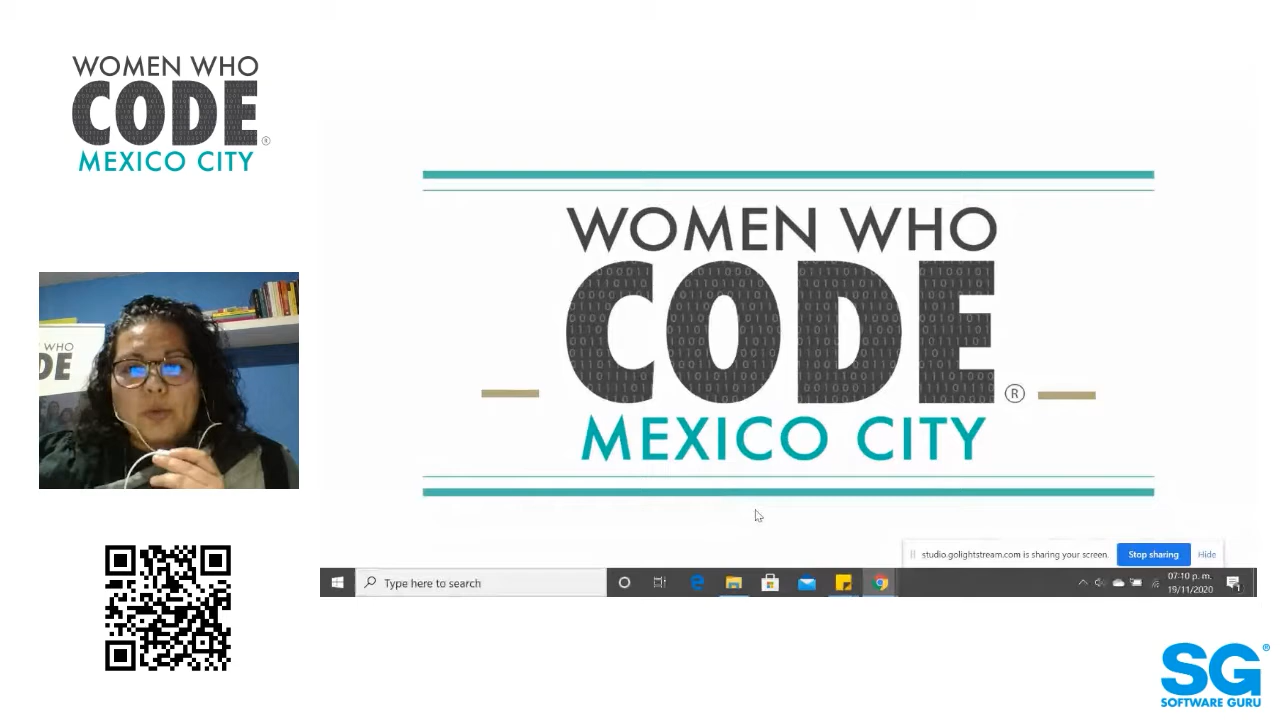 WOMEN WHO
CODE®
MEXICO CITY
WOMEN WHO
CODE®
MEXICO CITY
WHO
DE
studio.golightstream.com is sharing your screen.
Stop sharing
Hide
Type here to search
07:10 p. m.
19/11/2020
1
SG®
SOFTWARE GURU